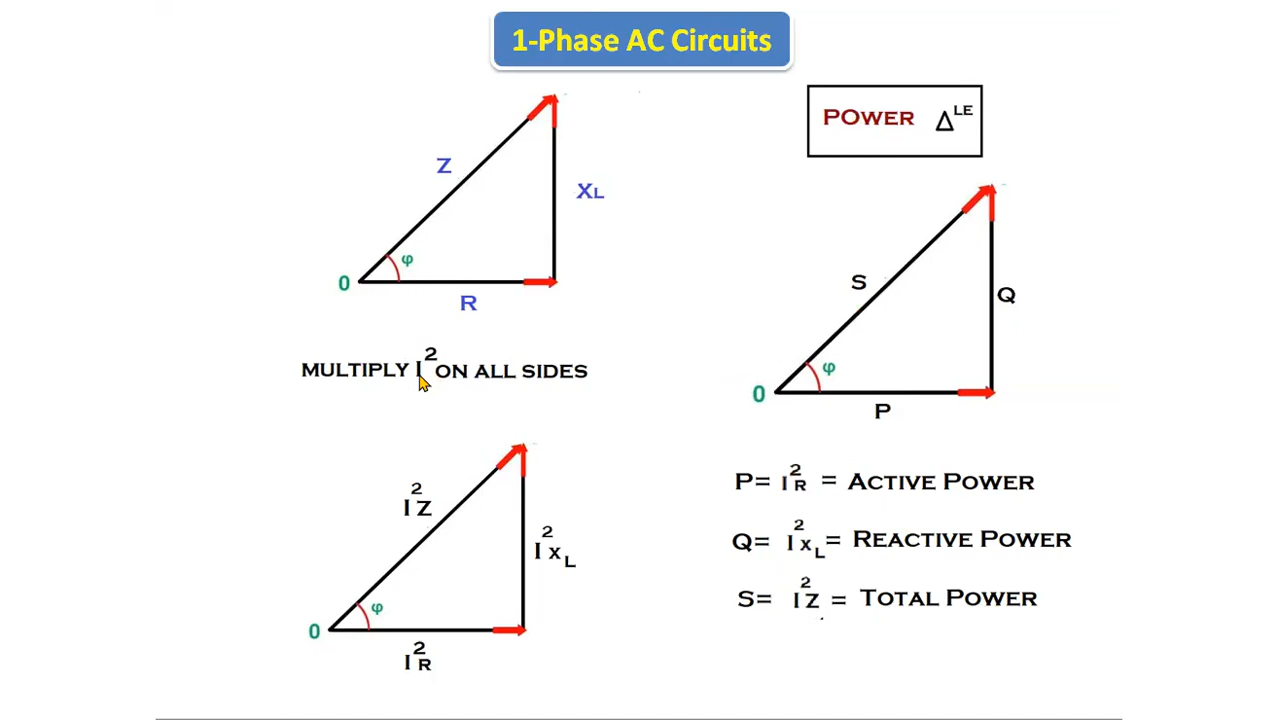 1-Phase AC Circuits
POWER Δ^LE
Z
XL
φ
0
R
MULTIPLY I² ON ALL SIDES
I²Z
I²XL
φ
0
I²R
S
Q
φ
0
P
P= I²R = ACTIVE POWER
Q= I²XL= REACTIVE POWER
S= I²Z = TOTAL POWER